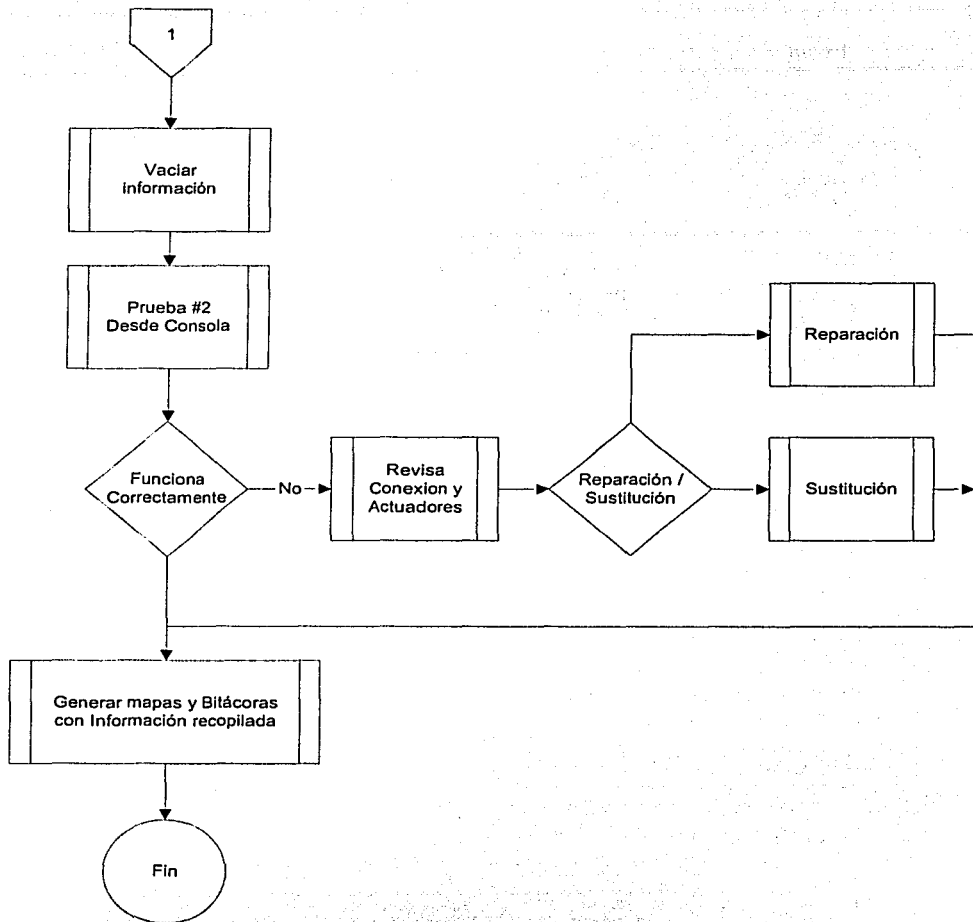 1
Vaciar
información
Prueba #2
Desde Consola
Funciona
Correctamente
No
Revisa
Conexion y
Actuadores
Reparación /
Sustitución
Reparación
Sustitución
Generar mapas y Bitácoras
con Información recopilada
Fin